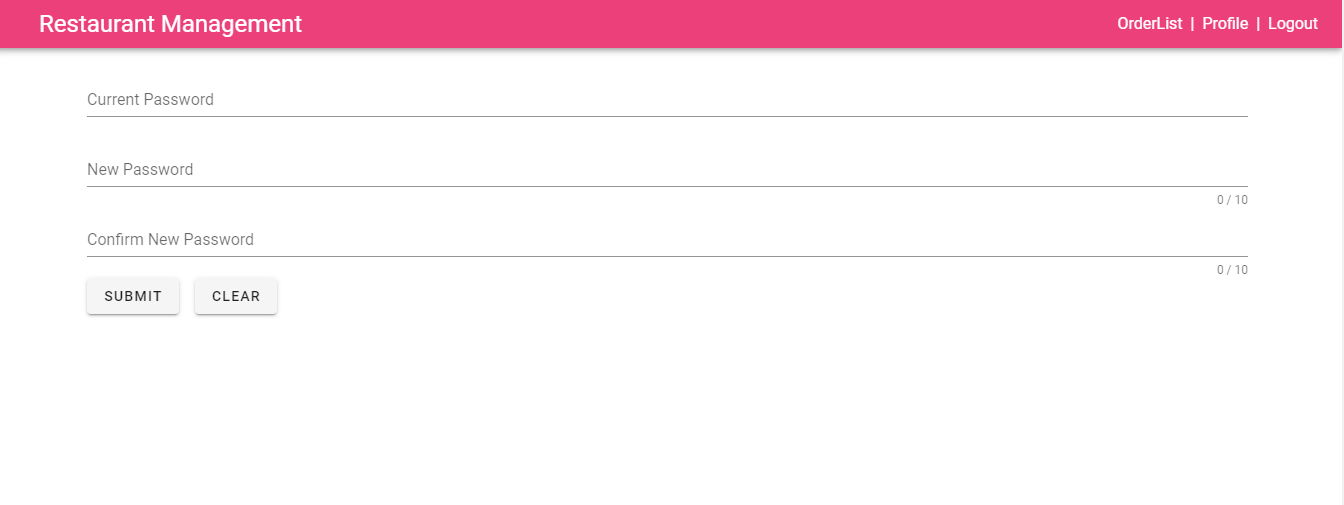 Restaurant Management
OrderList | Profile | Logout
Current Password
New Password
0 / 10
Confirm New Password
0 / 10
SUBMIT
CLEAR